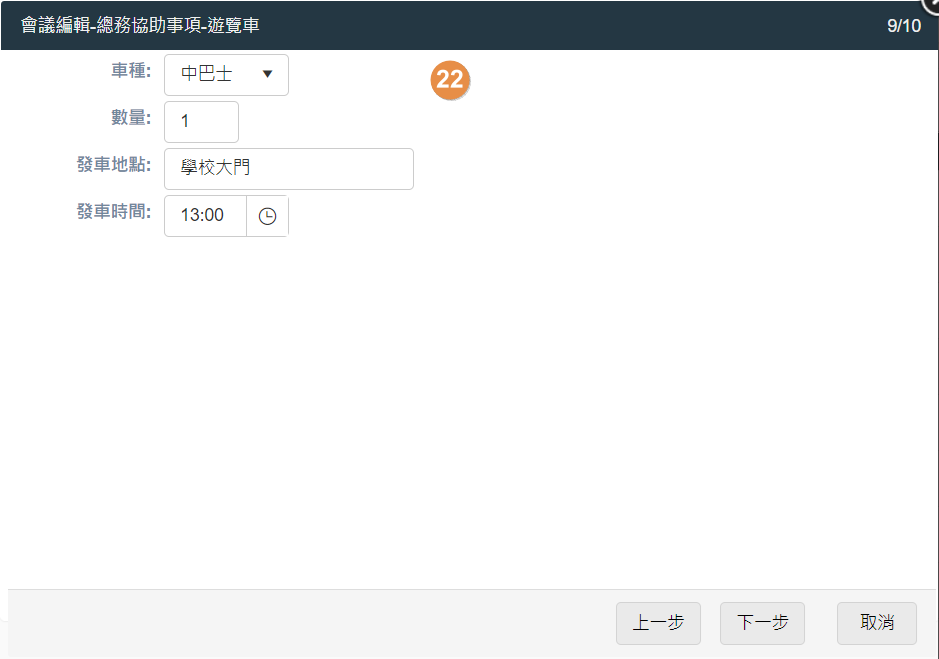 會議編輯-總務協助事項-遊覽車 9/10
車種: 中巴士 ▼
22
數量: 1
發車地點: 學校大門
發車時間: 13:00
上一步 下一步 取消